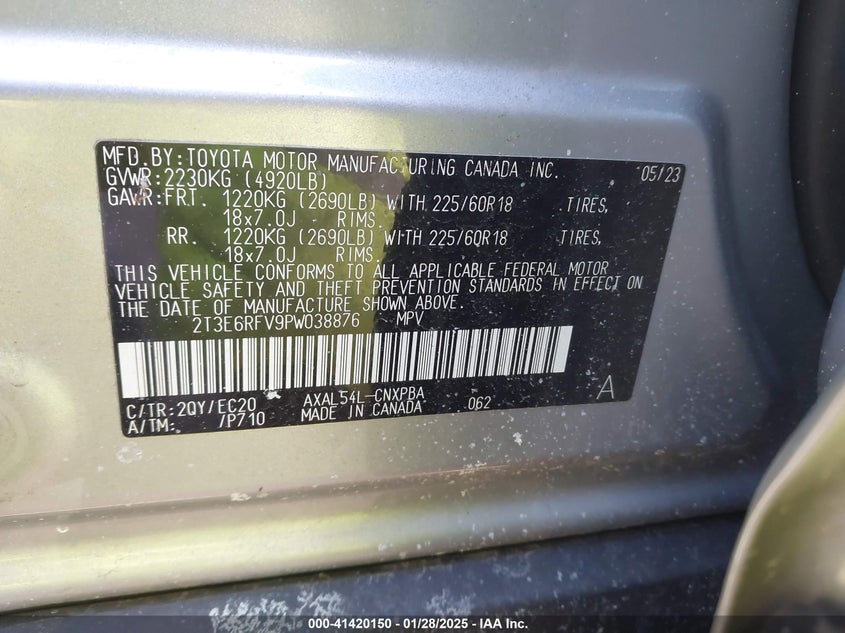 MFD.BY:TOYOTA MOTOR MANUFACTURING CANADA INC. 05/23
GVWR:2230KG (4920LB)
GAWR:FRT. 1220KG (2690LB) WITH 225/60R18 TIRES,
18x7.0J RIMS.
RR. 1220KG (2690LB) WITH 225/60R18 TIRES,
18x7.0J RIMS.
THIS VEHICLE CONFORMS TO ALL APPLICABLE FEDERAL MOTOR
VEHICLE SAFETY AND THEFT PREVENTION STANDARDS IN EFFECT ON
THE DATE OF MANUFACTURE SHOWN ABOVE.
2T3E6RFV9PW038876 MPV
C/TR:2QY/EC20 AXAL54L-CNXPBA 062 A
A/TM: /P710 MADE IN CANADA
000-41420150 - 01/28/2025 - IAA Inc.